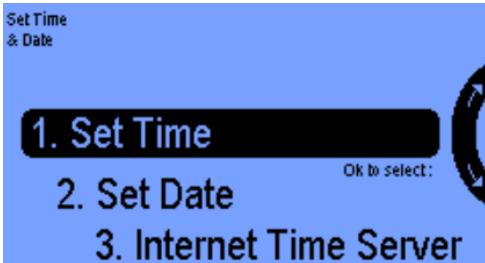 Set Time
& Date
1. Set Time
Ok to select:
2. Set Date
3. Internet Time Server